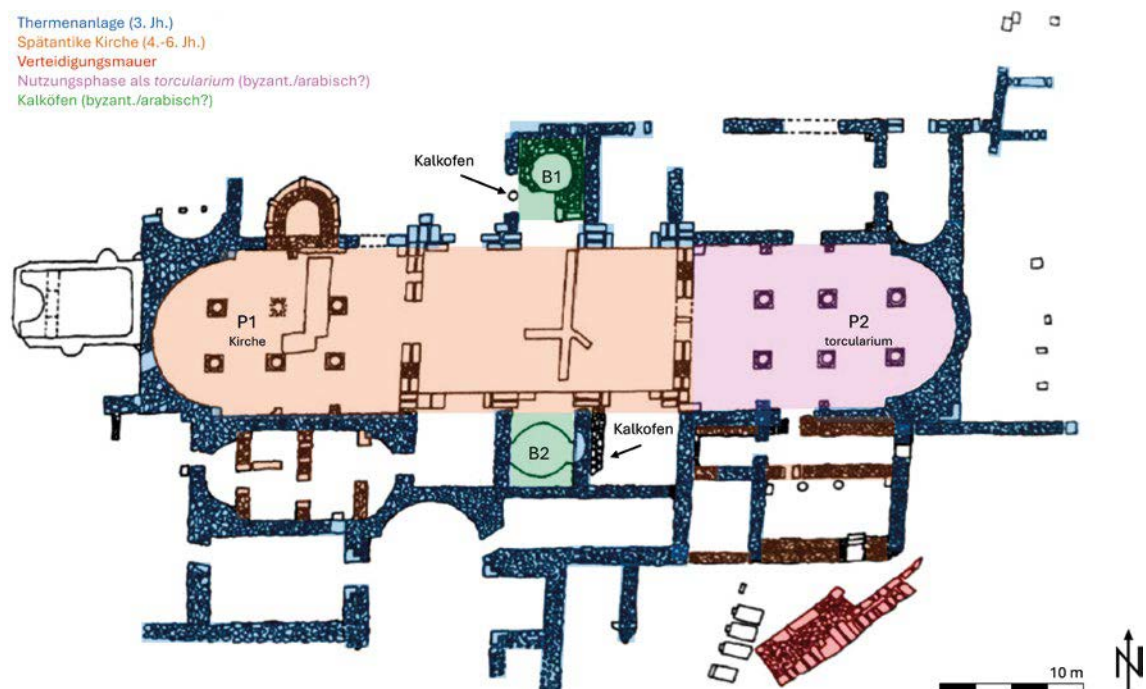 Thermenanlage (3. Jh.)
Spätantike Kirche (4.-6. Jh.)
Verteidigungsmauer
Nutzungsphase als torcularium (byzant./arabisch?)
Kalköfen (byzant./arabisch?)
Kalkofen
B1
P1
Kirche
P2
torcularium
B2
Kalkofen
10 m
N